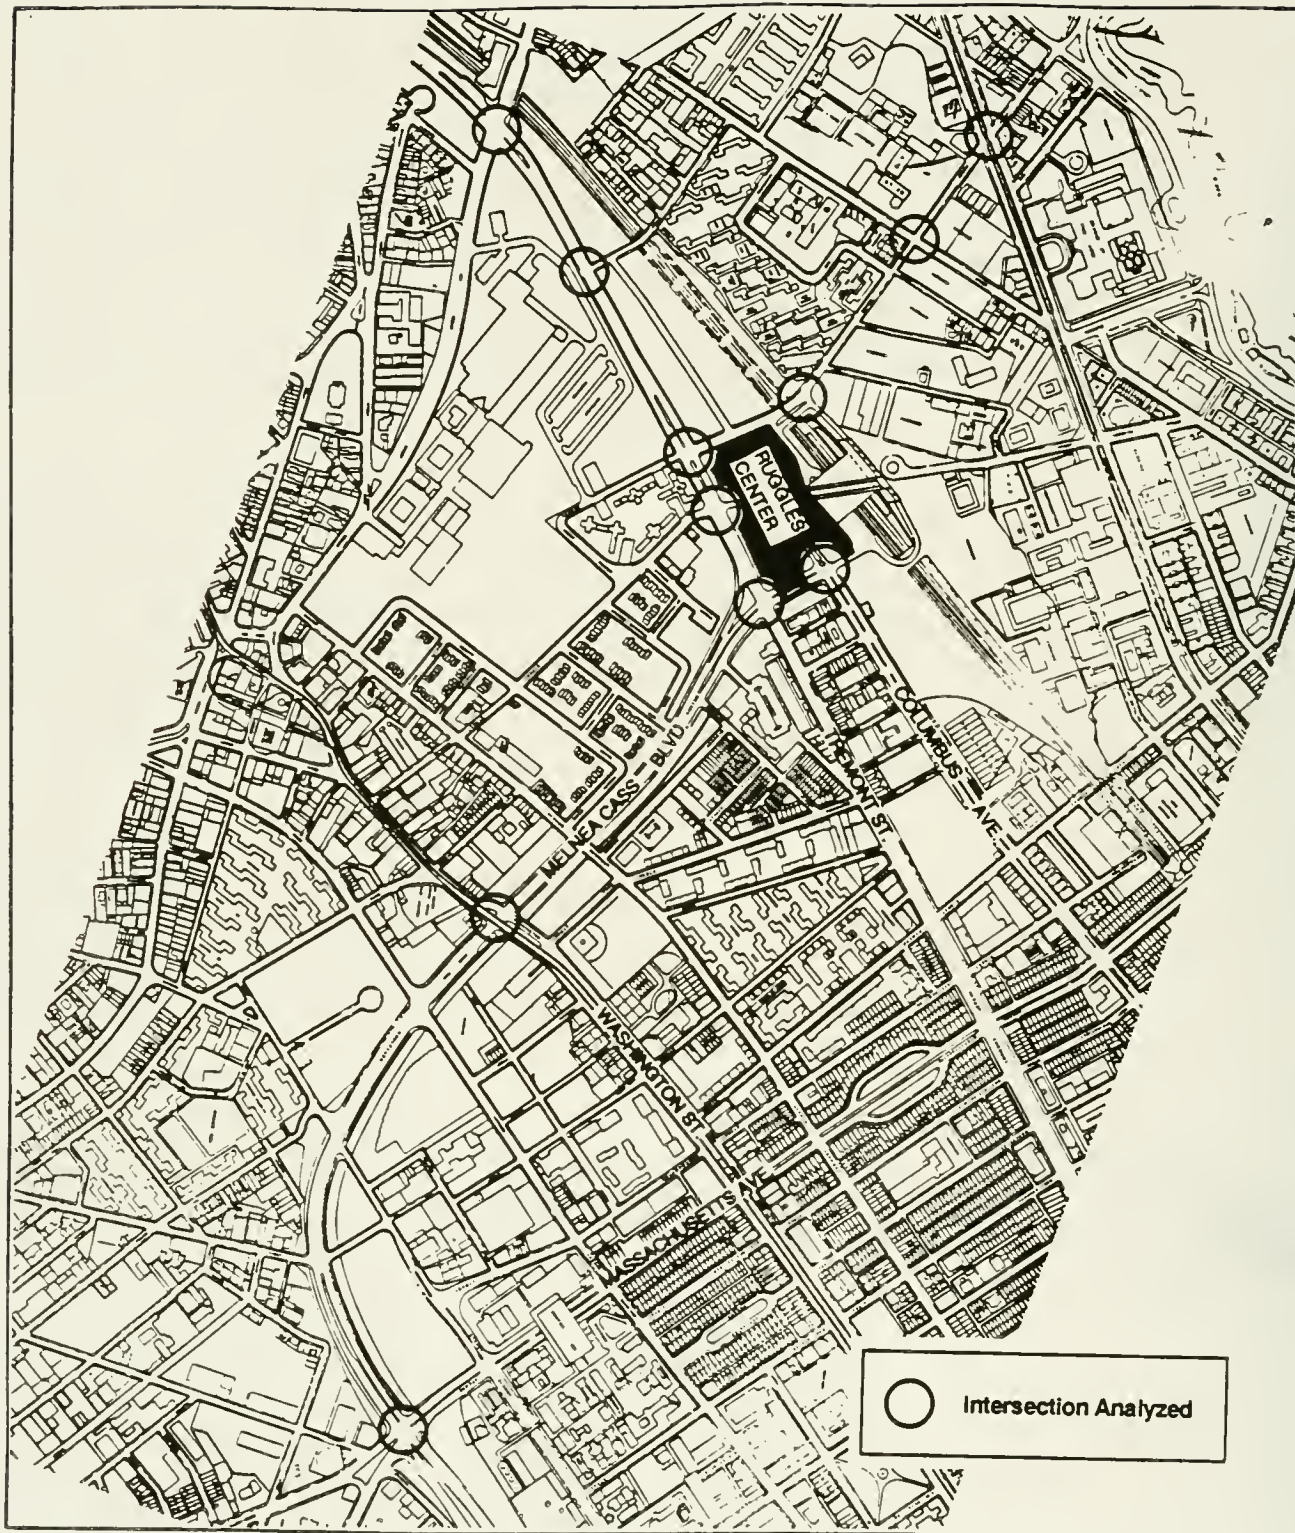 RUGGLES
CENTER
COLUMBUS AVE.
TREMONT ST
MELNEA CASS BLVD
WASHINGTON ST
MASSACHUSETTS AVE
Intersection Analyzed